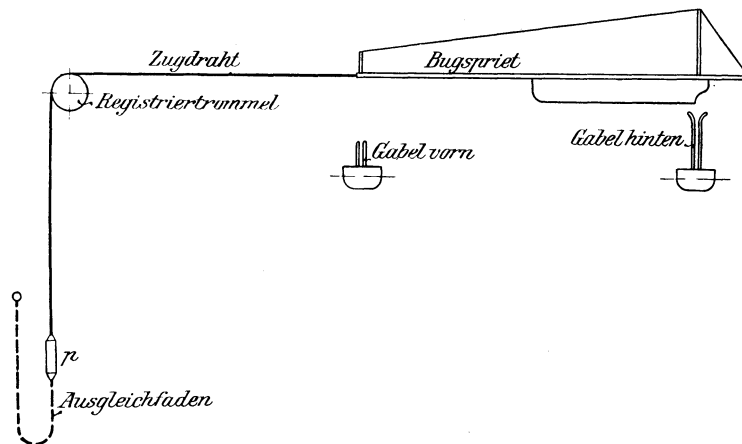 Zugdraht
Bugspriet
Registriertrommel
Gabel vorn
Gabel hinten
p
Ausgleichfaden